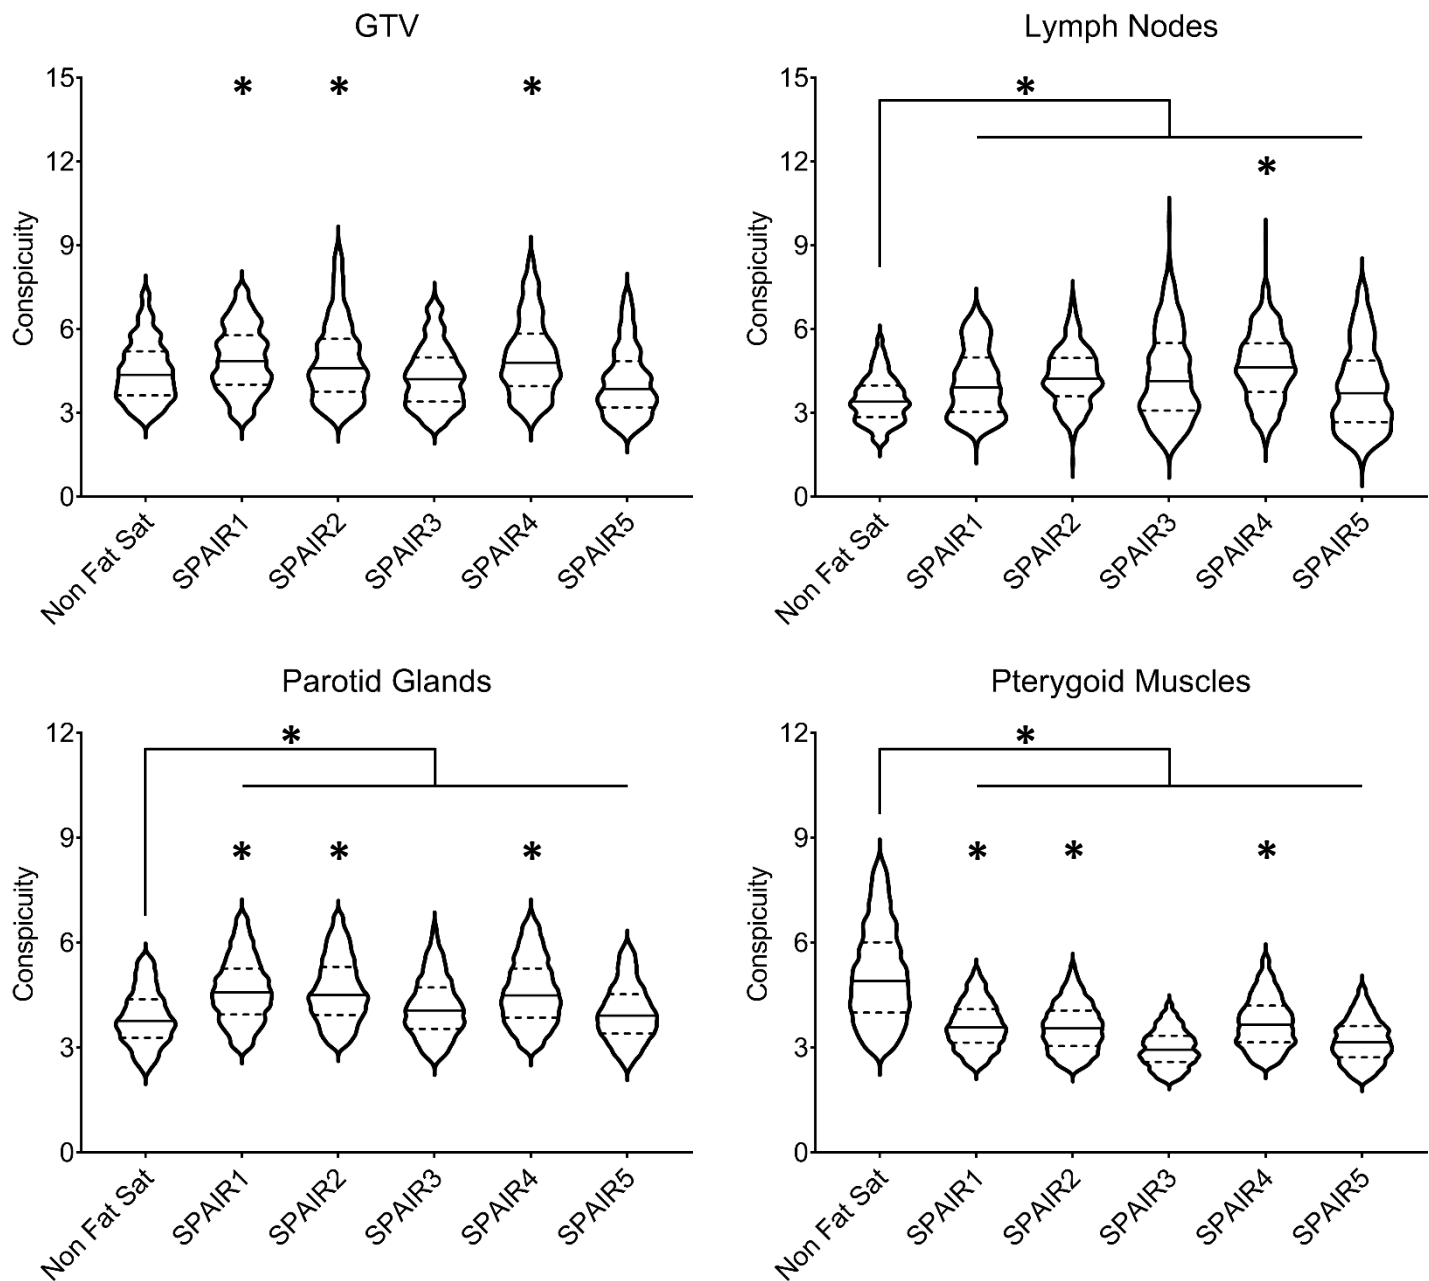 GTV
Conspicuity
15
12
9
6
3
0
* * *
Non Fat Sat SPAIR1 SPAIR2 SPAIR3 SPAIR4 SPAIR5
Lymph Nodes
Conspicuity
15
12
9
6
3
0
*
*
Non Fat Sat SPAIR1 SPAIR2 SPAIR3 SPAIR4 SPAIR5
Parotid Glands
Conspicuity
12
9
6
3
0
*
* * *
Non Fat Sat SPAIR1 SPAIR2 SPAIR3 SPAIR4 SPAIR5
Pterygoid Muscles
Conspicuity
12
9
6
3
0
*
* * *
Non Fat Sat SPAIR1 SPAIR2 SPAIR3 SPAIR4 SPAIR5